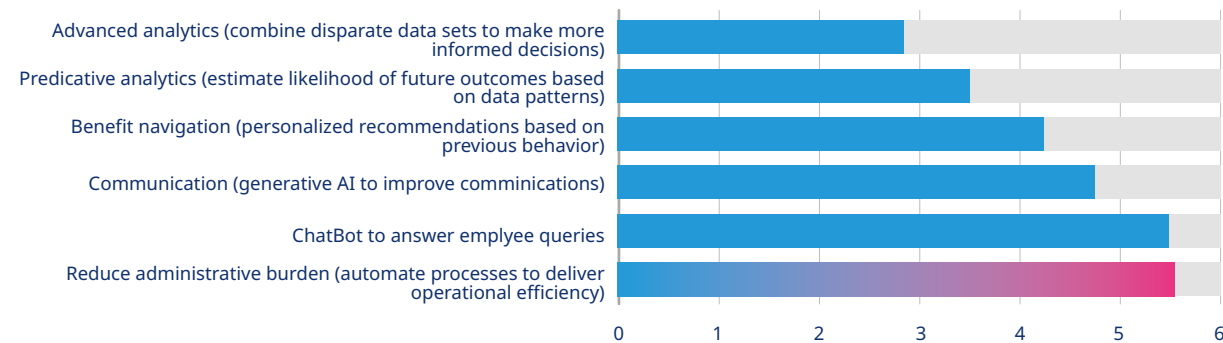 Advanced analytics (combine disparate data sets to make more
informed decisions)
Predicative analytics (estimate likelihood of future outcomes based
on data patterns)
Benefit navigation (personalized recommendations based on
previous behavior)
Communication (generative AI to improve comminications)
ChatBot to answer emplyee queries
Reduce administrative burden (automate processes to deliver
operational efficiency)
0 1 2 3 4 5 6